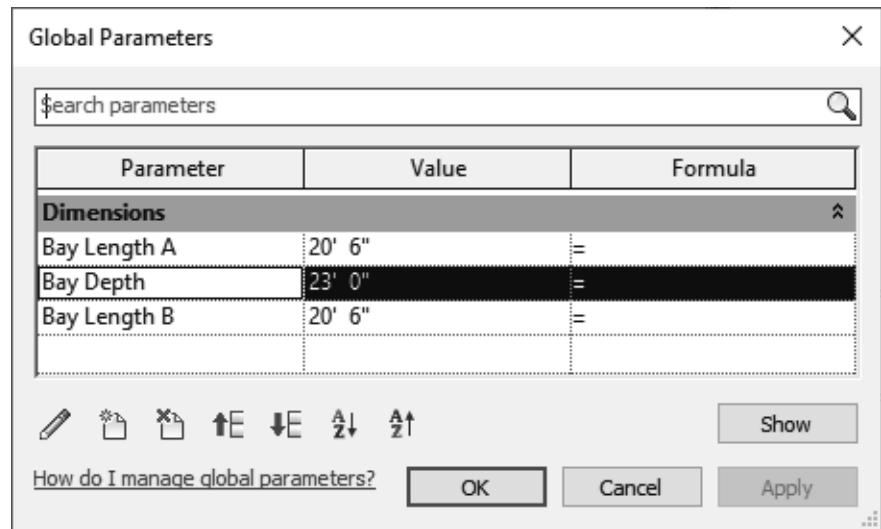 Global Parameters
Search parameters
Parameter Value Formula
Dimensions
Bay Length A 20' 6" =
Bay Depth 23' 0" =
Bay Length B 20' 6" =
A Z A Z Show
How do I manage global parameters? OK Cancel Apply